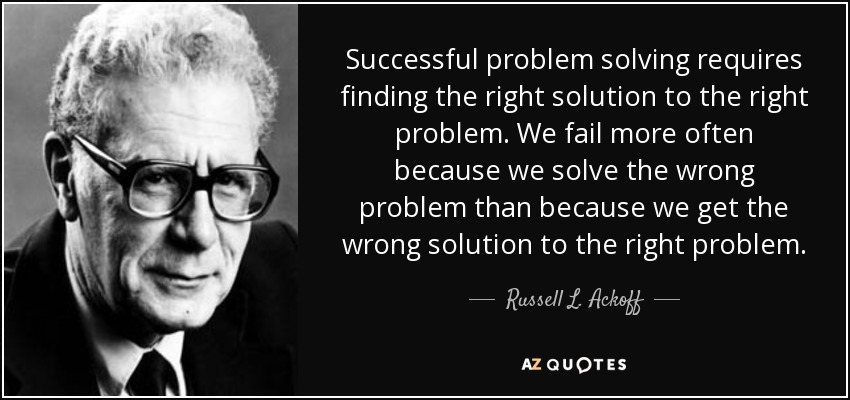 Successful problem solving requires
finding the right solution to the right
problem. We fail more often
because we solve the wrong
problem than because we get the
wrong solution to the right problem.
Russell L. Ackoff
AZ QUOTES